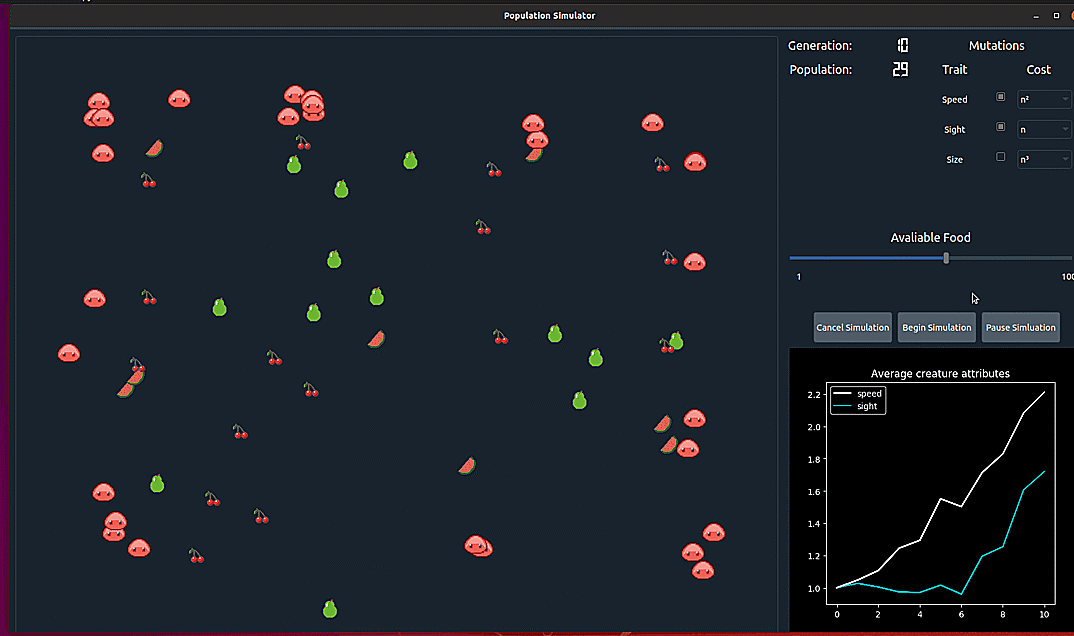 Population Simulator
Generation: 10 Mutations
Population: 29 Trait Cost
Speed n²
Sight n
Size n³
Avaliable Food
1 100
Cancel Simulation Begin Simulation Pause Simluation
Average creature attributes
speed
sight
2.2
2.0
1.8
1.6
1.4
1.2
1.0
0 2 4 6 8 10